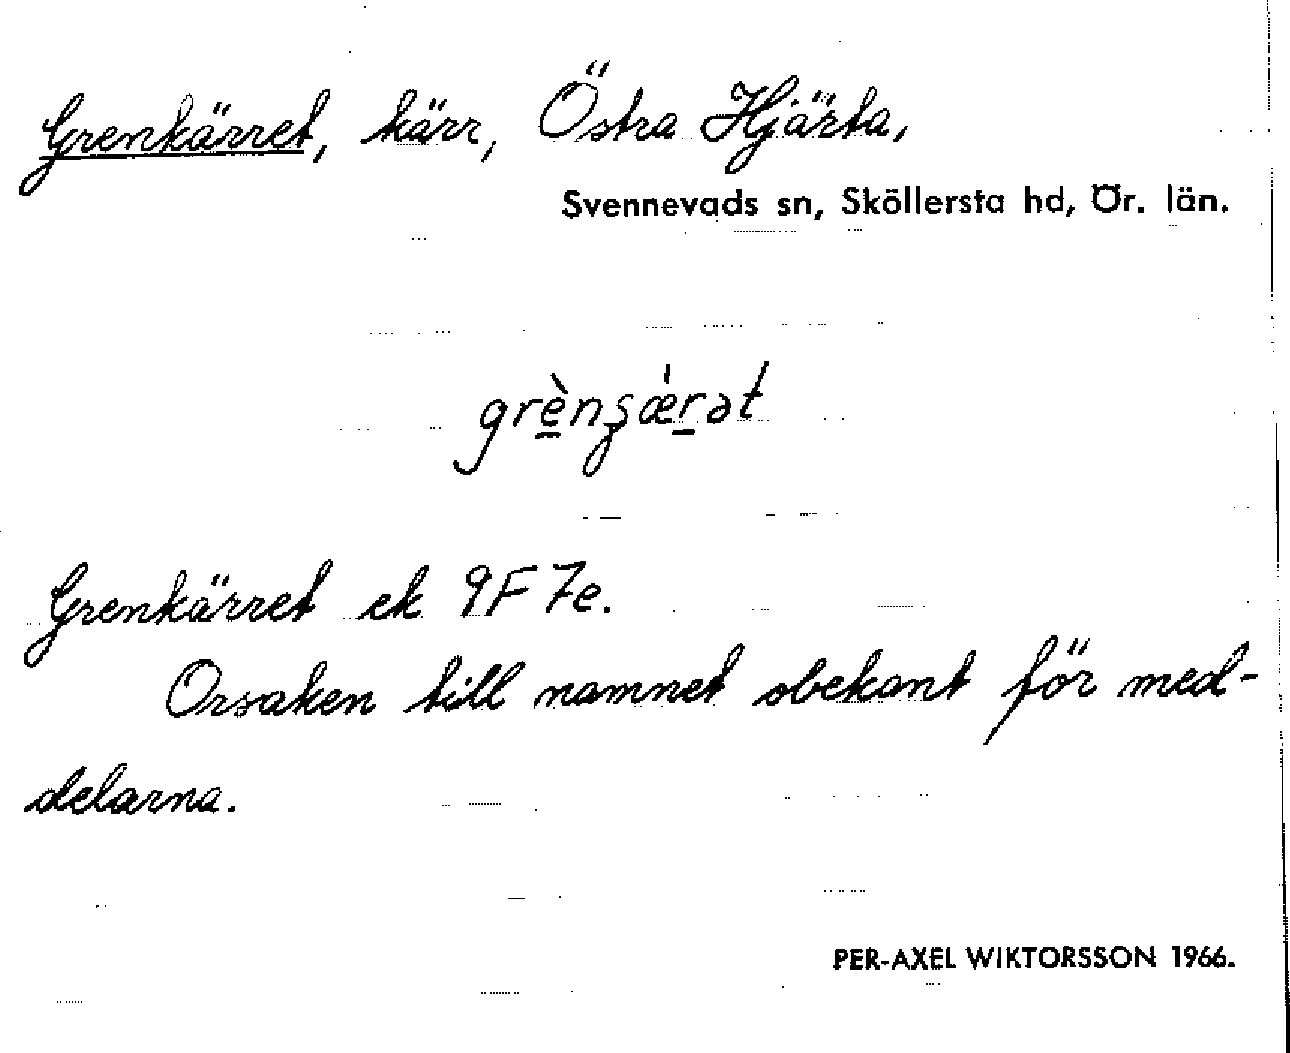 Grenkärret, kärr, Östra Hjärta,
Svennevads sn, Sköllersta hd, Ör. län.
grènʒǽrət
Grenkärret ek 9F 7e.
Orsaken till namnet obekant för med-
delarna.
PER-AXEL WIKTORSSON 1966.